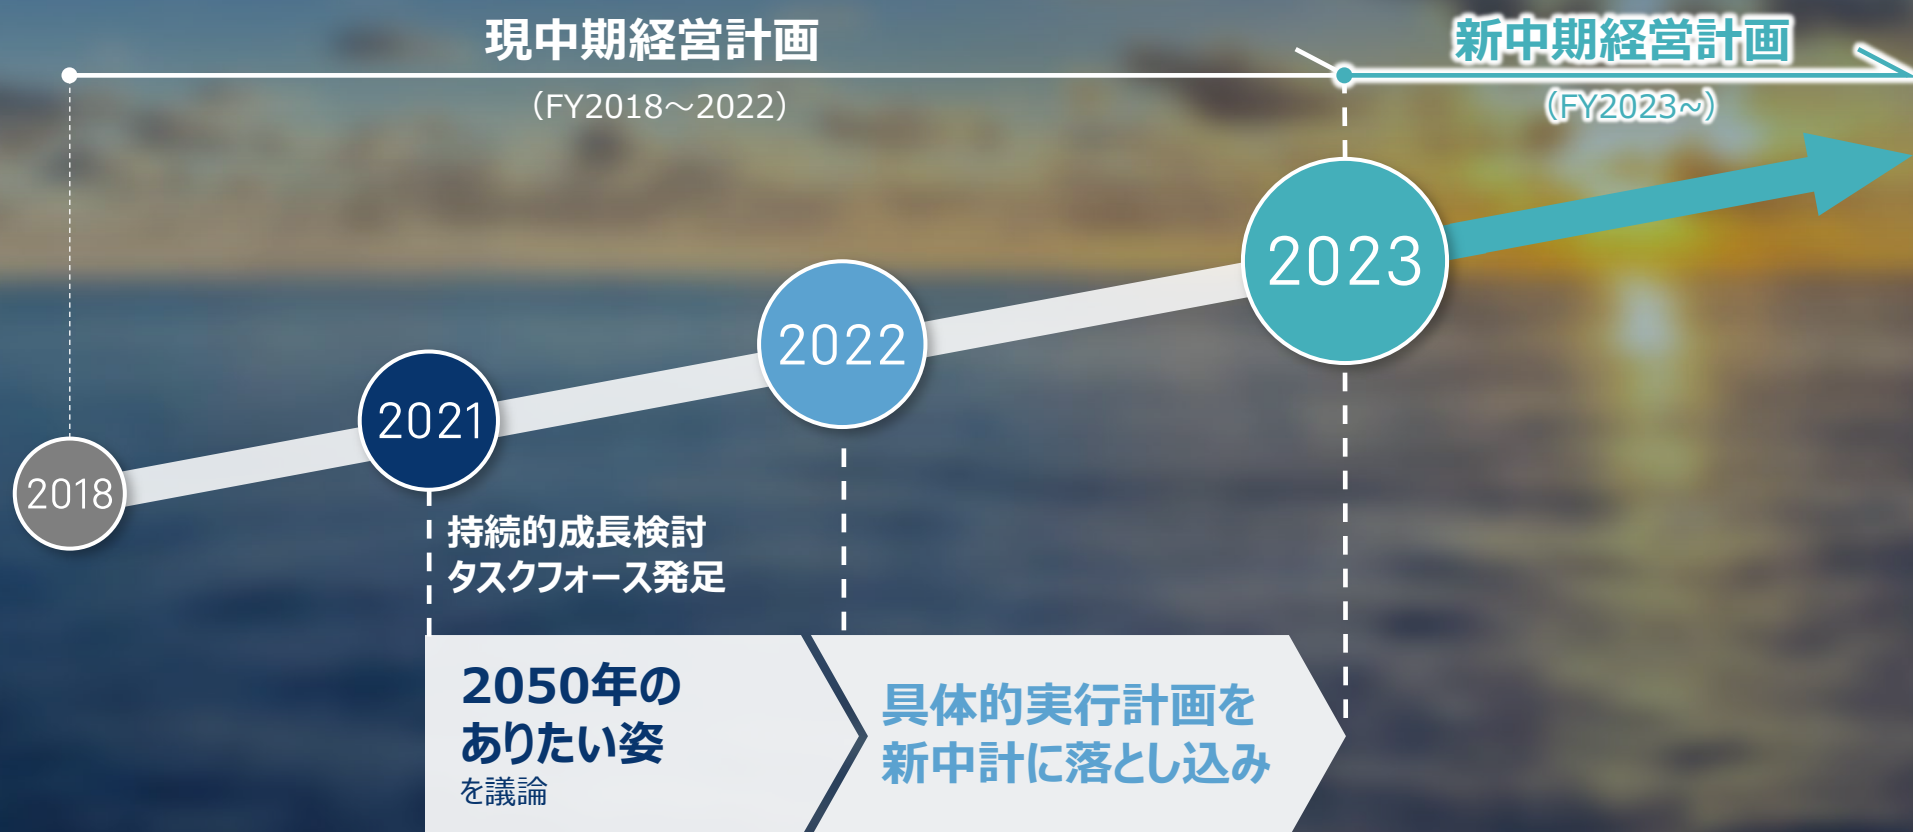 現中期経営計画
（FY2018～2022）
新中期経営計画
（FY2023~）
2018
2021
2022
2023
持続的成長検討
タスクフォース発足
2050年の
ありたい姿
を議論
具体的実行計画を
新中計に落とし込み